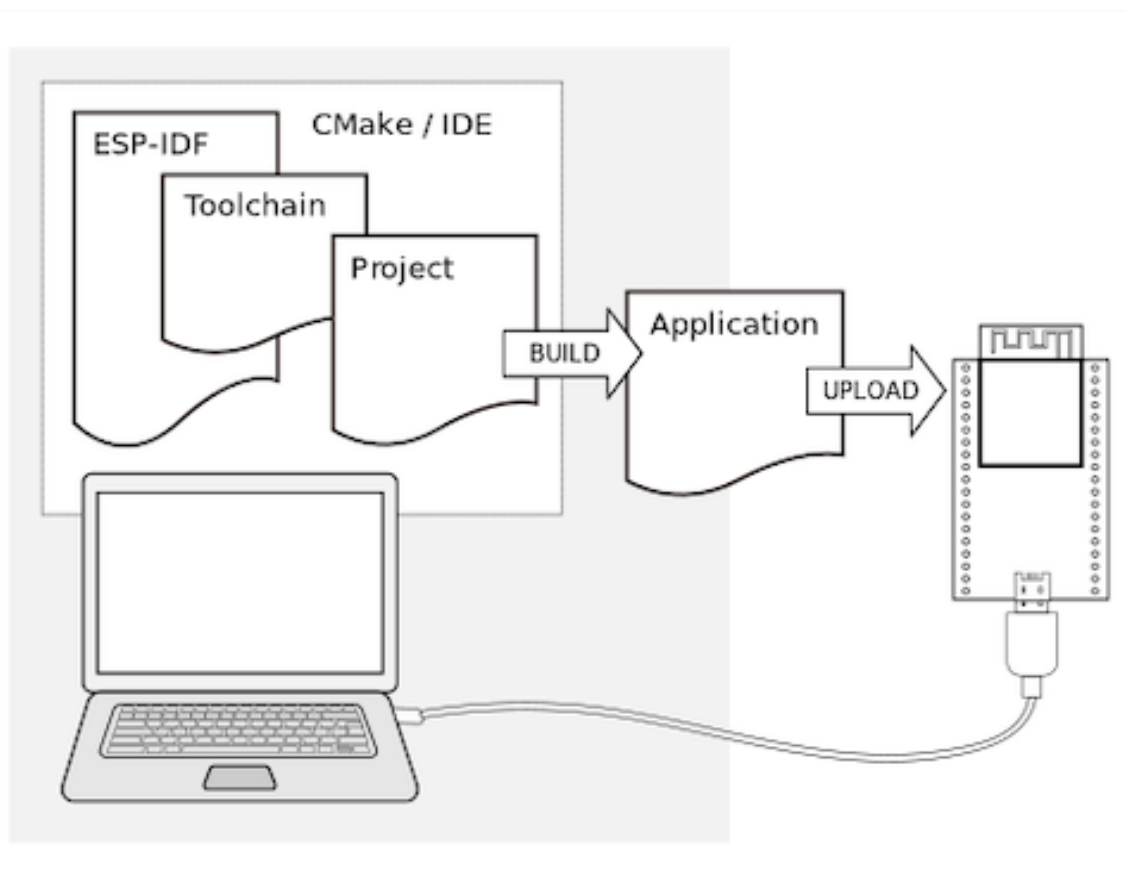 CMake / IDE
ESP-IDF
Toolchain
Project
BUILD
Application
UPLOAD